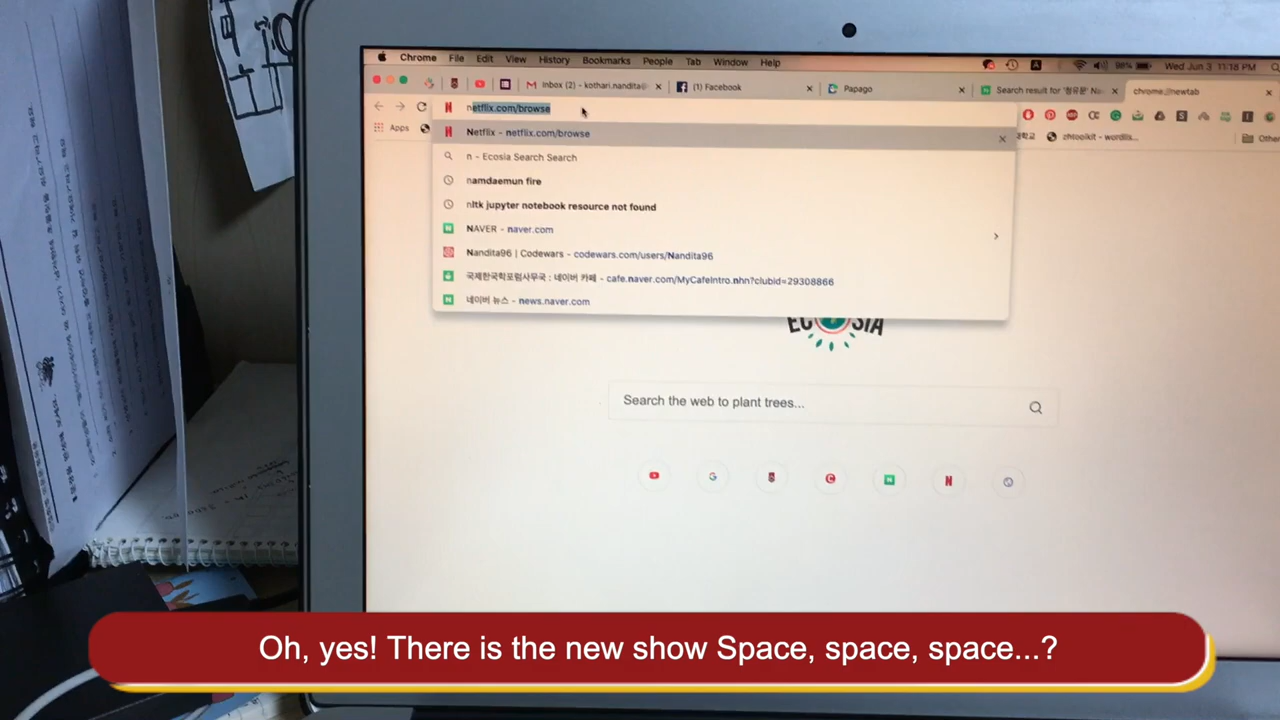 Chrome File Edit View History Bookmarks People Tab Window Help
98% Wed Jun 3 11:18 PM
Inbox (2) - kothari.nandita@
(1) Facebook
Papago
chrome://newtab
netflix.com/browse
Apps
zhtoolkit - wordlis...
Other
Netflix - netflix.com/browse
n - Ecosia Search Search
namdaemun fire
nltk jupyter notebook resource not found
NAVER - naver.com
Nandita96 | Codewars - codewars.com/users/Nandita96
국제한국학포럼사무국 : 네이버 카페 - cafe.naver.com/MyCafeIntro.nhn?clubid=29308866
네이버 뉴스 - news.naver.com
ECOSIA
Search the web to plant trees...
Oh, yes! There is the new show Space, space, space...?